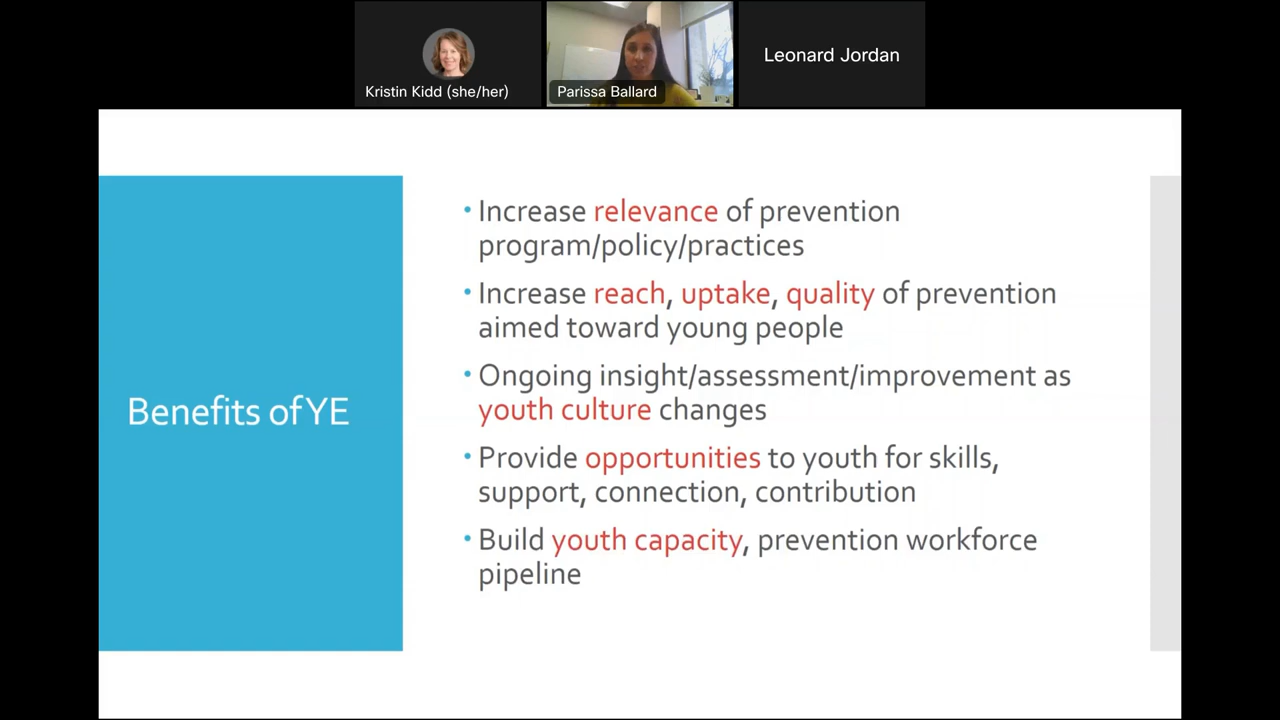 Kristin Kidd (she/her)
Parissa Ballard
Leonard Jordan
Benefits of YE
• Increase relevance of prevention
program/policy/practices
• Increase reach, uptake, quality of prevention
aimed toward young people
• Ongoing insight/assessment/improvement as
youth culture changes
• Provide opportunities to youth for skills,
support, connection, contribution
• Build youth capacity, prevention workforce
pipeline